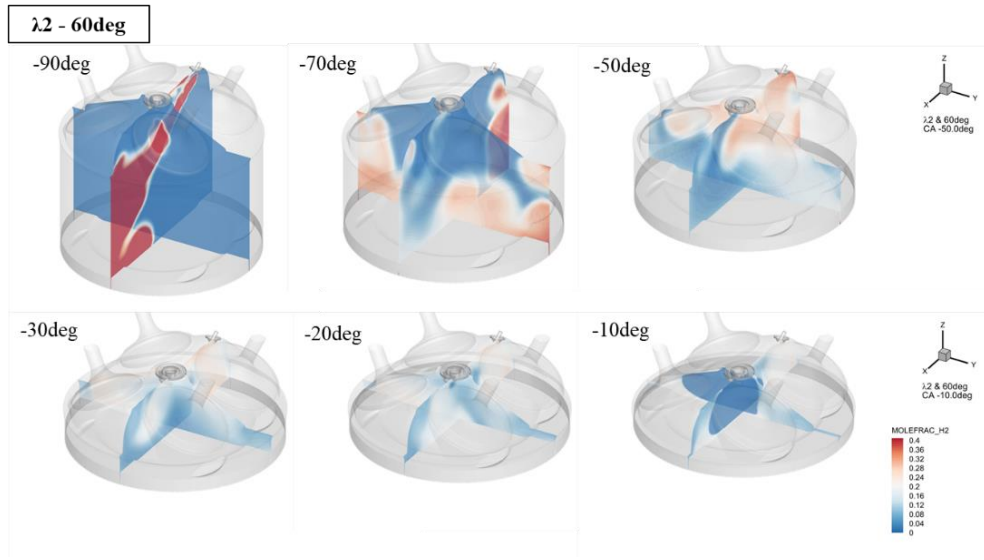 λ2 - 60deg
-90deg
-70deg
-50deg
Z
X
Y
λ2 & 60deg
CA -50.0deg
-30deg
-20deg
-10deg
Z
X
Y
λ2 & 60deg
CA -10.0deg
MOLEFRAC_H2
0.4
0.36
0.32
0.28
0.24
0.2
0.16
0.12
0.08
0.04
0